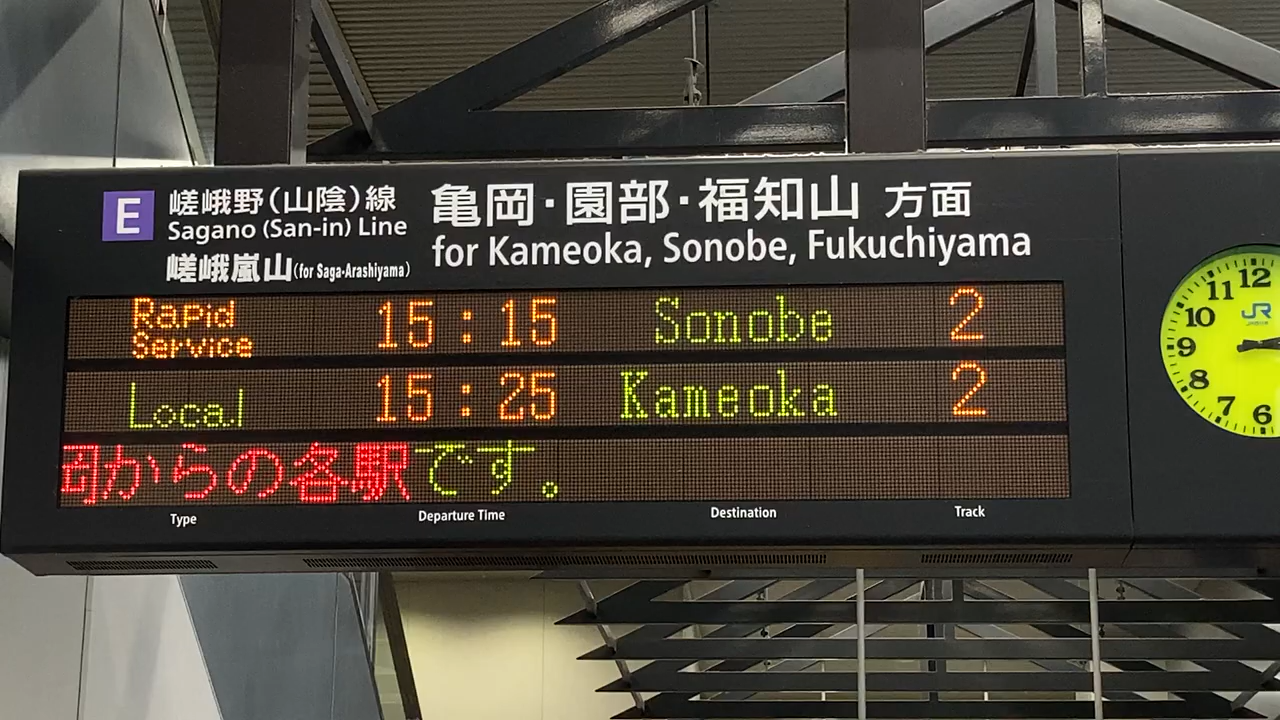 E 嵯峨野(山陰)線 亀岡・園部・福知山 方面
Sagano (San-in) Line for Kameoka, Sonobe, Fukuchiyama
嵯峨嵐山(for Saga-Arashiyama)
Rapid Service 15:15 Sonobe 2
Local 15:25 Kameoka 2
岡からの各駅です。
Type Departure Time Destination Track
12
11
10
9
8
7
6
JR